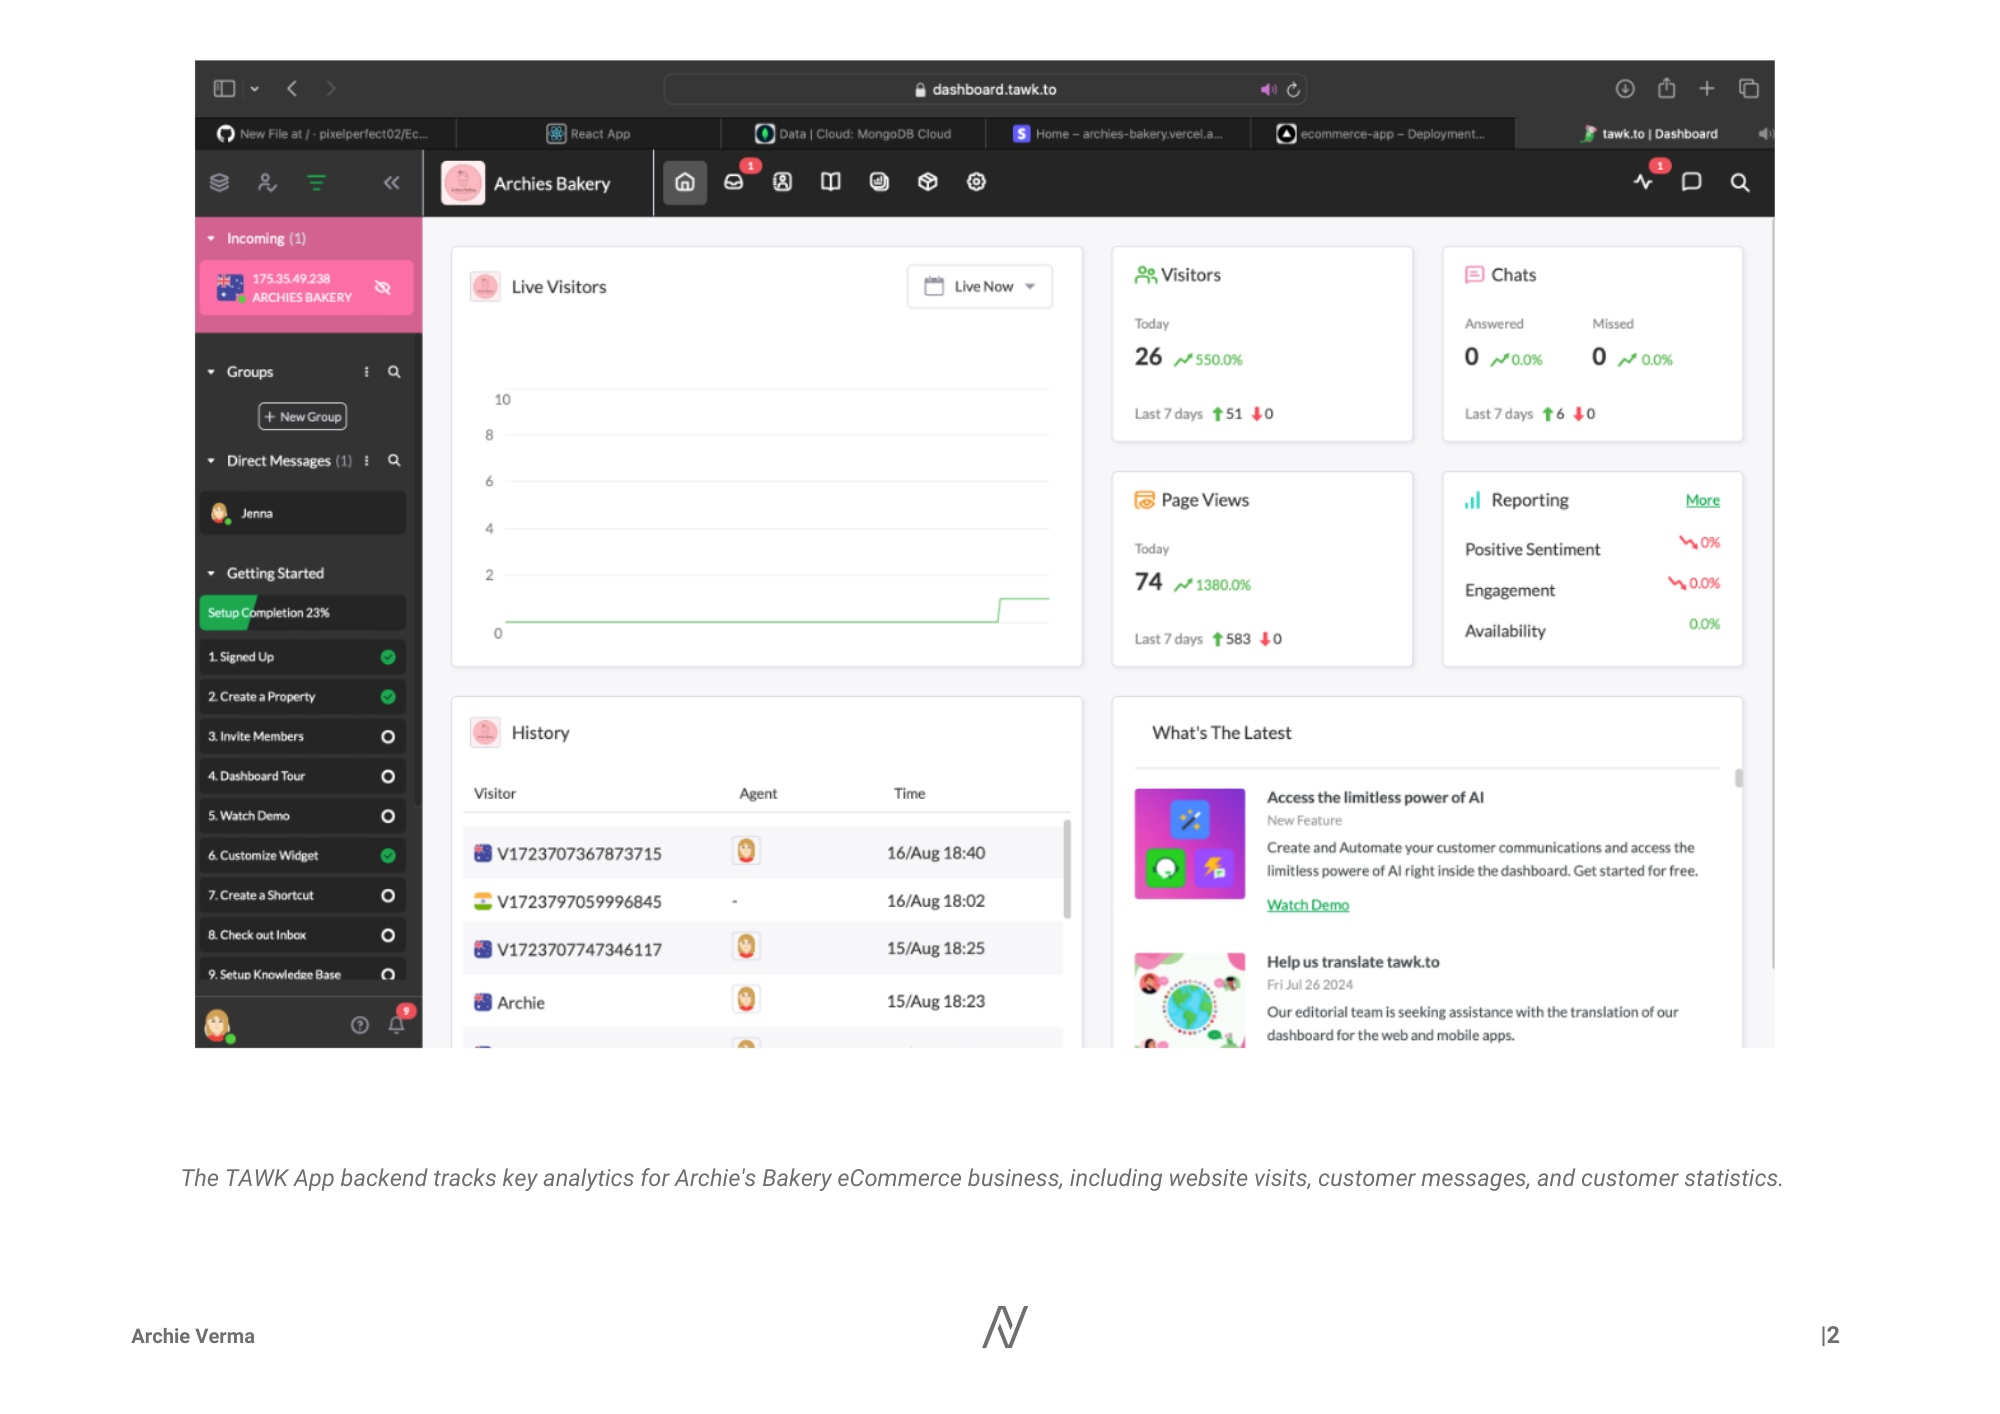 dashboard.tawk.to
New File at / · pixelperfect02/Ec...
React App
Data | Cloud: MongoDB Cloud
Home – archies-bakery.vercel.a...
ecommerce-app – Deployment...
tawk.to | Dashboard
Archies Bakery
1
1
Incoming (1)
175.35.49.238
ARCHIES BAKERY
Groups
+ New Group
Direct Messages (1)
Jenna
Getting Started
Setup Completion 23%
1. Signed Up
2. Create a Property
3. Invite Members
4. Dashboard Tour
5. Watch Demo
6. Customize Widget
7. Create a Shortcut
8. Check out Inbox
9. Setup Knowledge Base
9
Live Visitors
Live Now
10
8
6
4
2
0
Visitors
Today
26 550.0%
Last 7 days 51 0
Chats
Answered Missed
0 0.0% 0 0.0%
Last 7 days 6 0
Page Views
Today
74 1380.0%
Last 7 days 583 0
Reporting More
Positive Sentiment 0%
Engagement 0.0%
Availability 0.0%
History
Visitor Agent Time
V1723707367873715 16/Aug 18:40
V1723797059996845 - 16/Aug 18:02
V1723707747346117 15/Aug 18:25
Archie 15/Aug 18:23
What's The Latest
Access the limitless power of AI
New Feature
Create and Automate your customer communications and access the
limitless powere of AI right inside the dashboard. Get started for free.
Watch Demo
Help us translate tawk.to
Fri Jul 26 2024
Our editorial team is seeking assistance with the translation of our
dashboard for the web and mobile apps.
The TAWK App backend tracks key analytics for Archie's Bakery eCommerce business, including website visits, customer messages, and customer statistics.
Archie Verma
|2